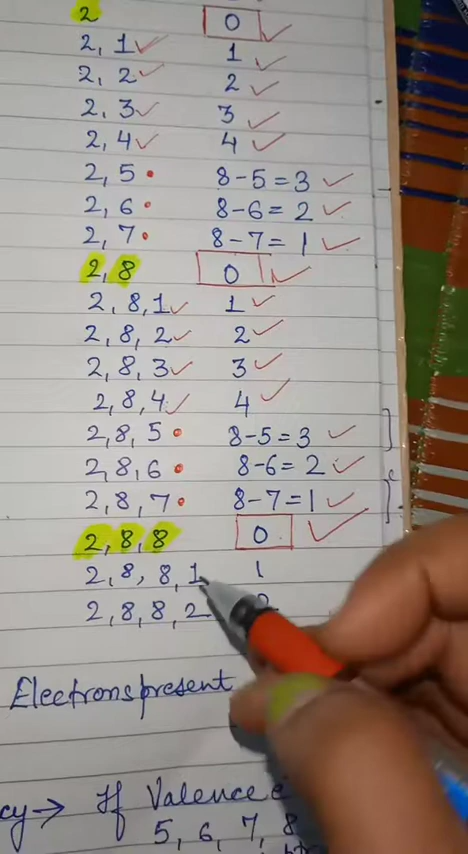 2 0
2, 1 1
2, 2 2
2, 3 3
2, 4 4
2, 5 8-5=3
2, 6 8-6=2
2, 7 8-7=1
2, 8 0
2, 8, 1 1
2, 8, 2 2
2, 8, 3 3
2, 8, 4 4
2, 8, 5 8-5=3
2, 8, 6 8-6=2
2, 8, 7 8-7=1
2, 8, 8 0
2, 8, 8, 1 1
2, 8, 8, 2 2
Electrons present
cy→ If Valence e
5, 6, 7, 8